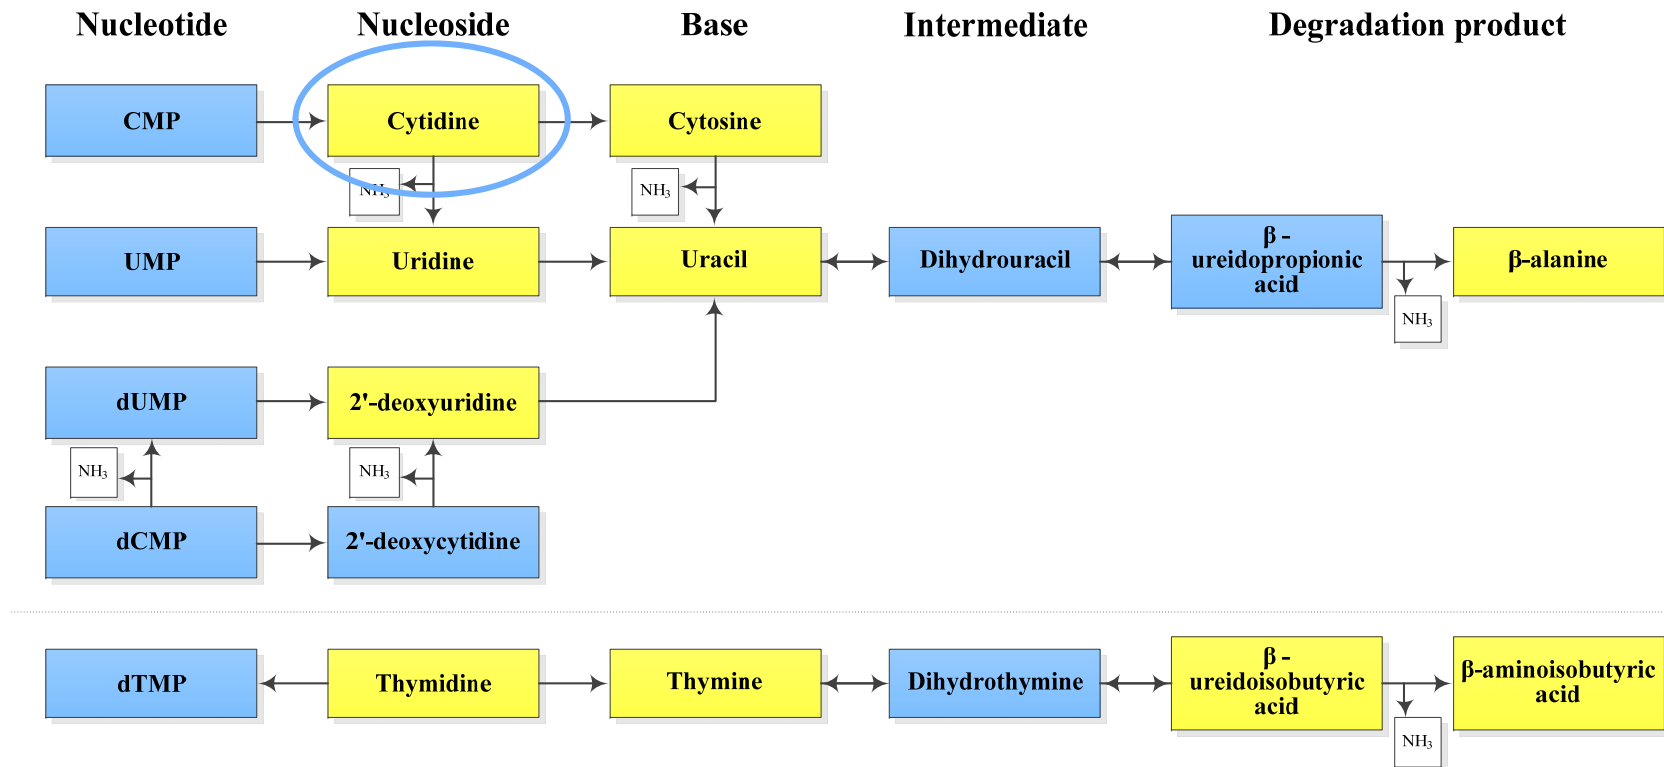 Nucleotide Nucleoside Base Intermediate Degradation product
CMP Cytidine Cytosine
NH₃ NH₃
UMP Uridine Uracil Dihydrouracil β - ureidopropionic acid β-alanine
NH₃
dUMP 2'-deoxyuridine
NH₃ NH₃
dCMP 2'-deoxycytidine
dTMP Thymidine Thymine Dihydrothymine β - ureidoisobutyric acid β-aminoisobutyric acid
NH₃